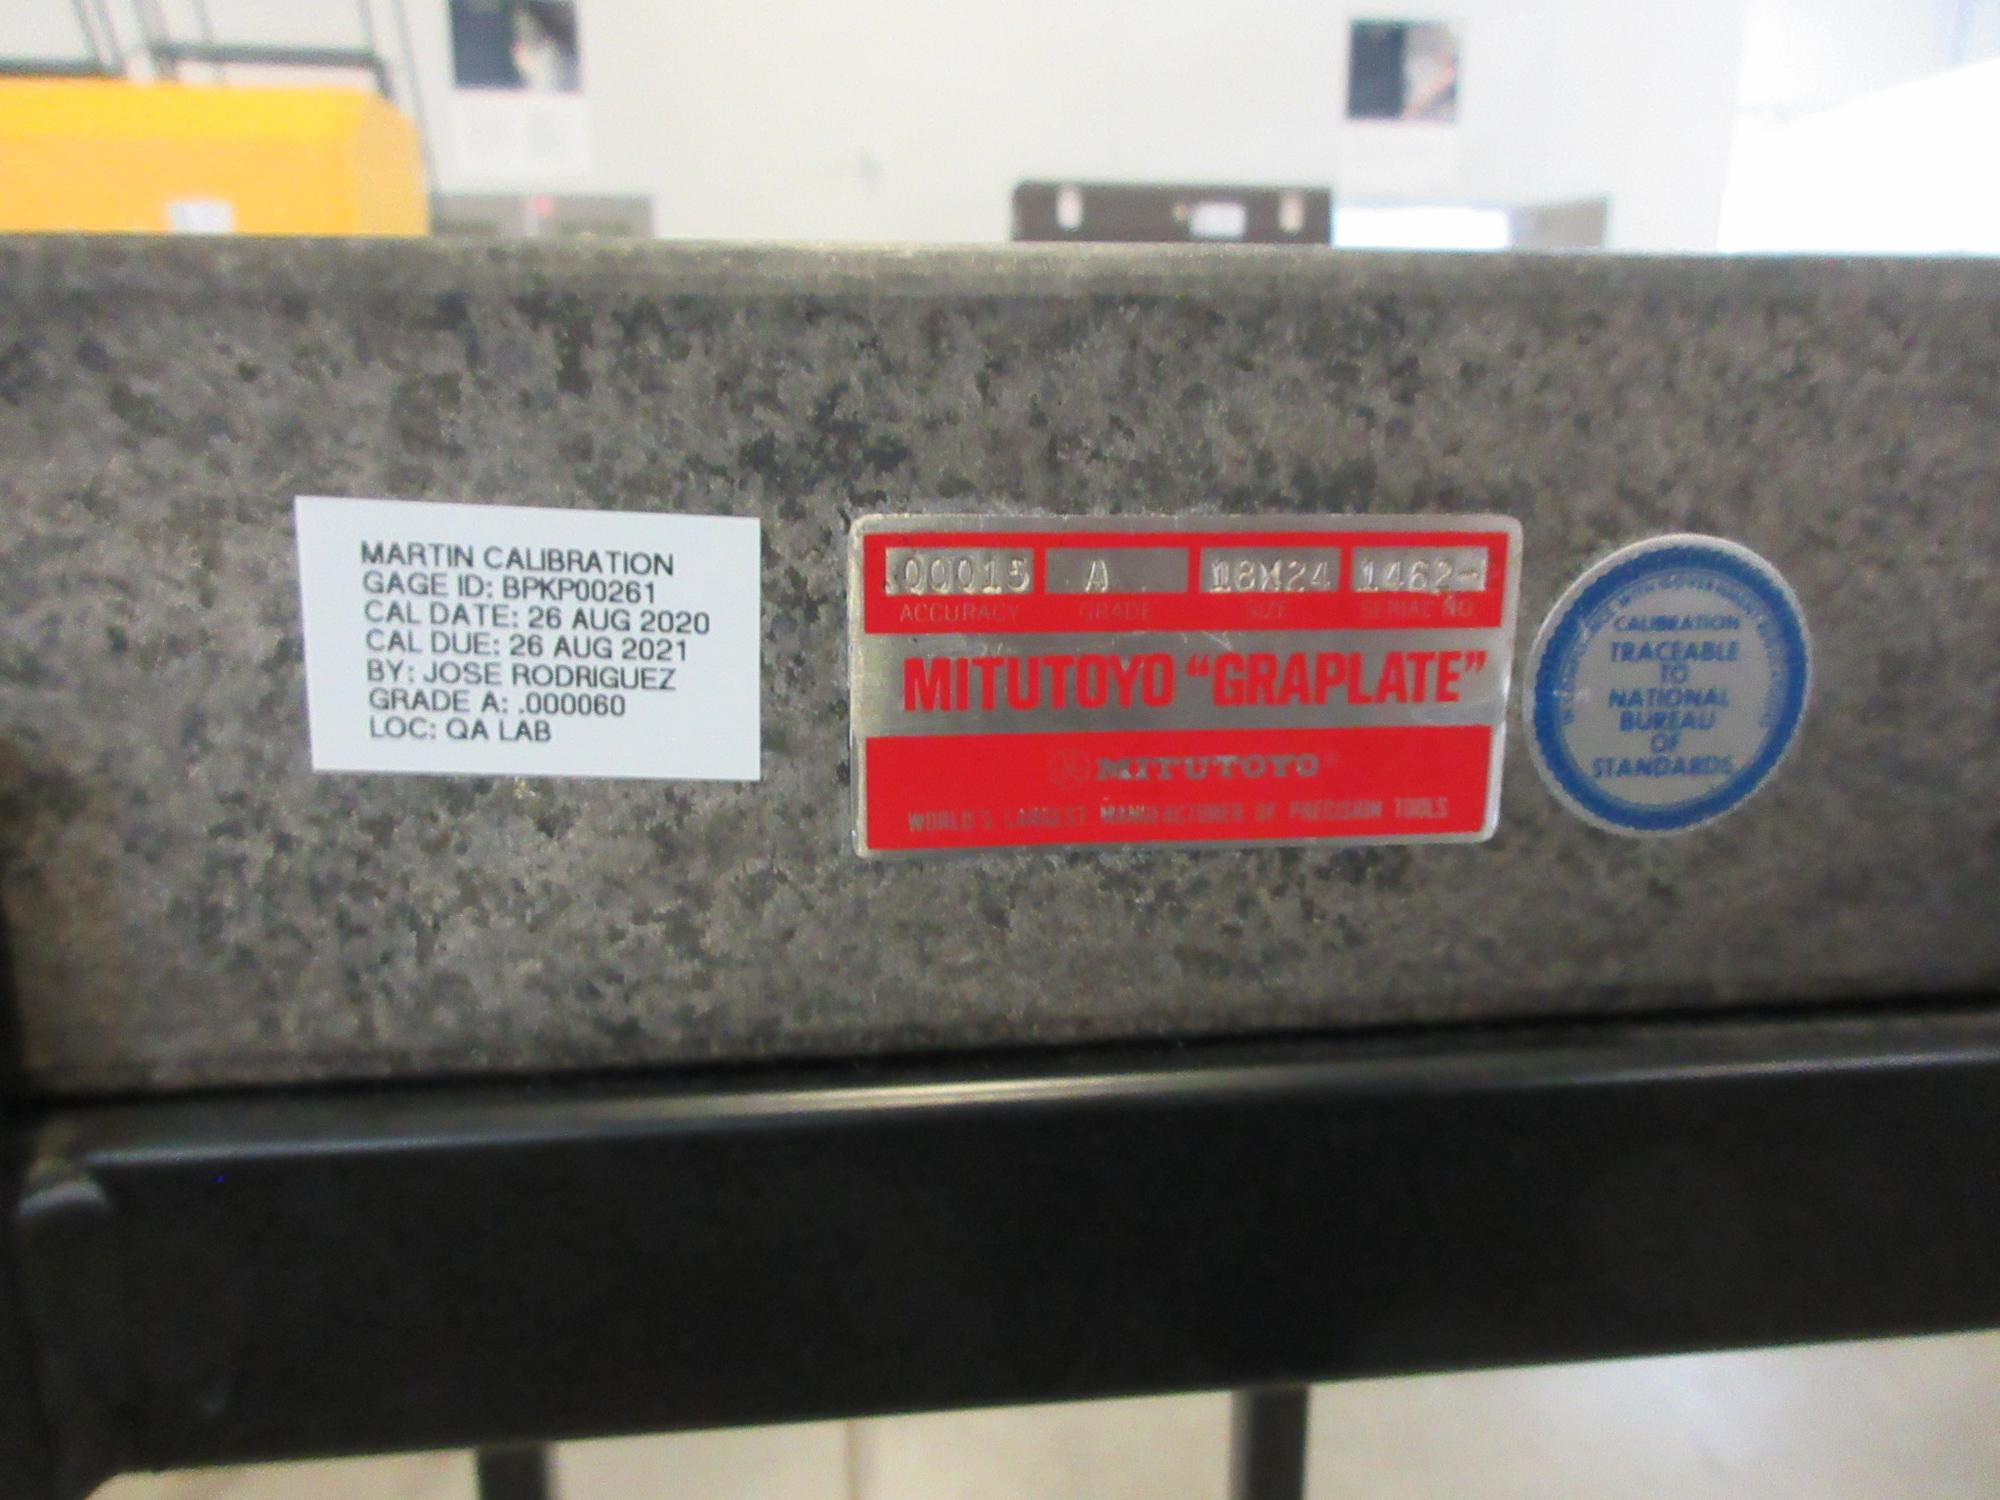 MARTIN CALIBRATION
GAGE ID: BPKP00261
CAL DATE: 26 AUG 2020
CAL DUE: 26 AUG 2021
BY: JOSE RODRIGUEZ
GRADE A: .000060
LOC: QA LAB
.00015 A 18X24 1462-
ACCURACY GRADE SIZE SERIAL NO
MITUTOYO “GRAPLATE”
MITUTOYO
WORLD'S LARGEST MANUFACTURER OF PRECISION TOOLS
CALIBRATION
TRACEABLE
TO
NATIONAL
BUREAU
OF
STANDARDS